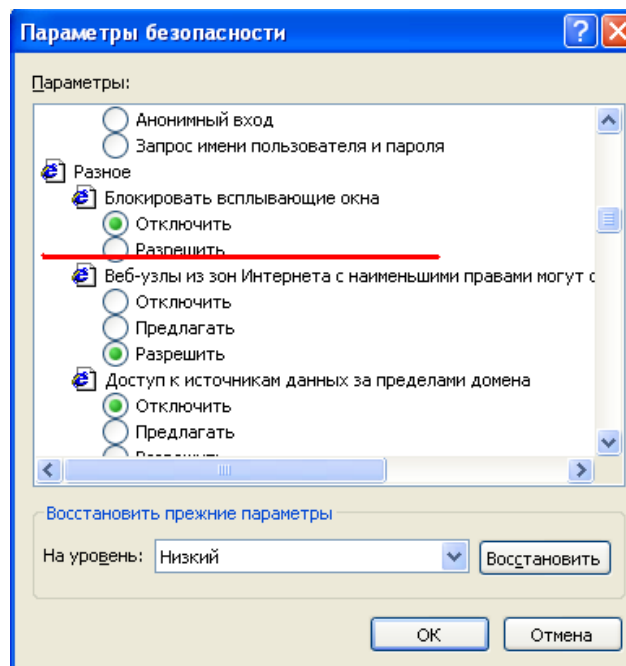 Параметры безопасности
Параметры:
Анонимный вход
Запрос имени пользователя и пароля
Разное
Блокировать всплывающие окна
Отключить
Разрешить
Веб-узлы из зон Интернета с наименьшими правами могут
Отключить
Предлагать
Разрешить
Доступ к источникам данных за пределами домена
Отключить
Предлагать
Восстановить прежние параметры
На уровень: Низкий Восстановить
ОК Отмена